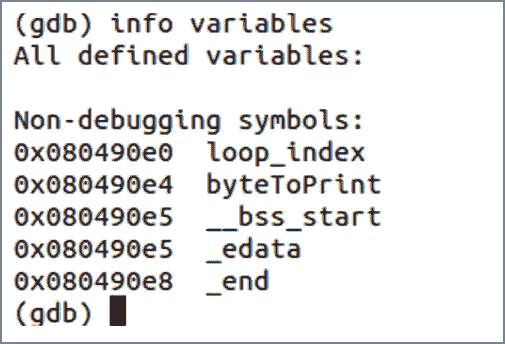 (gdb) info variables
All defined variables:

Non-debugging symbols:
0x080490e0  loop_index
0x080490e4  byteToPrint
0x080490e5  __bss_start
0x080490e5  _edata
0x080490e8  _end
(gdb)